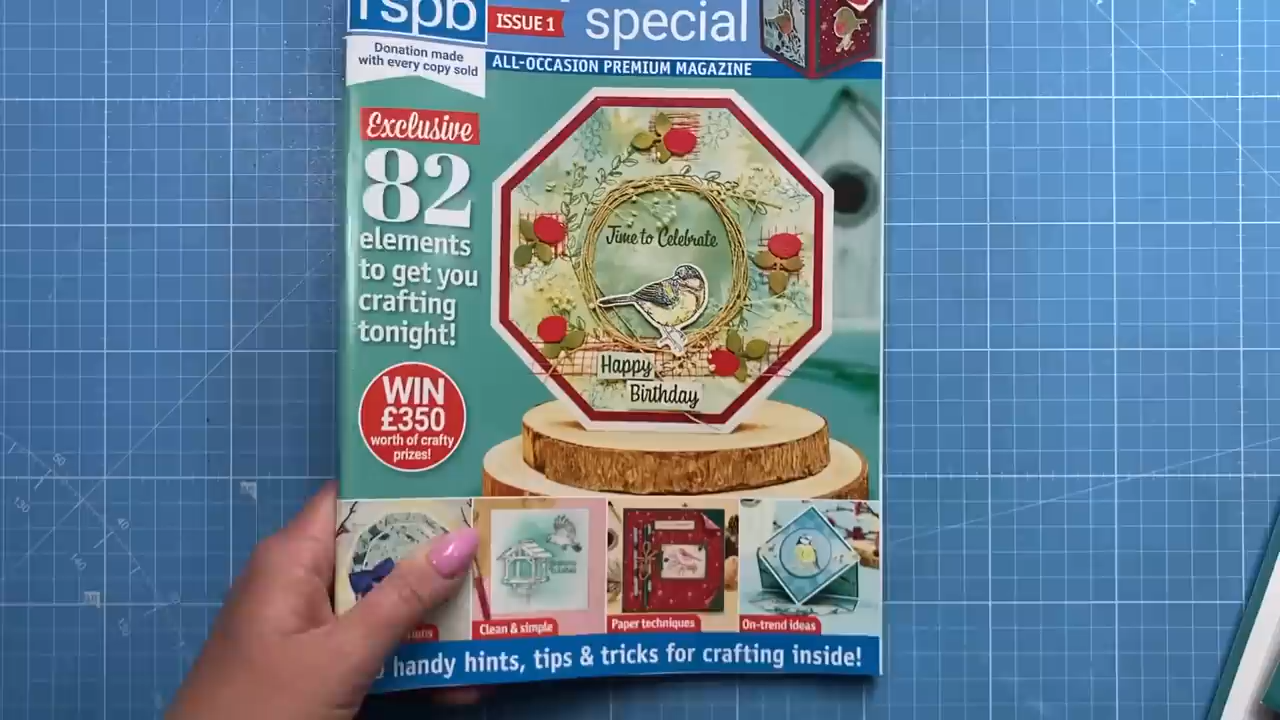 rspb
ISSUE 1
special
Donation made
with every copy sold
ALL-OCCASION PREMIUM MAGAZINE
Exclusive
82
elements
to get you
crafting
tonight!
Time to Celebrate
Happy
Birthday
WIN
£350
worth of crafty
prizes!
Clean & simple
Paper techniques
On-trend ideas
handy hints, tips & tricks for crafting inside!